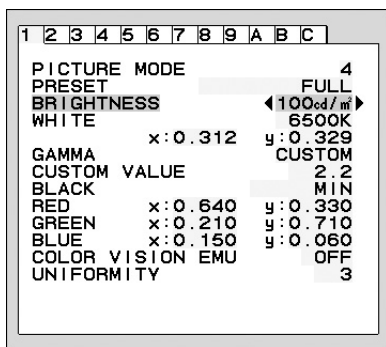 1 2 3 4 5 6 7 8 9 A B C
PICTURE MODE 4
PRESET FULL
BRIGHTNESS ◀100cd/㎡▶
WHITE 6500K
x:0.312 y:0.329
GAMMA CUSTOM
CUSTOM VALUE 2.2
BLACK MIN
RED x:0.640 y:0.330
GREEN x:0.210 y:0.710
BLUE x:0.150 y:0.060
COLOR VISION EMU OFF
UNIFORMITY 3